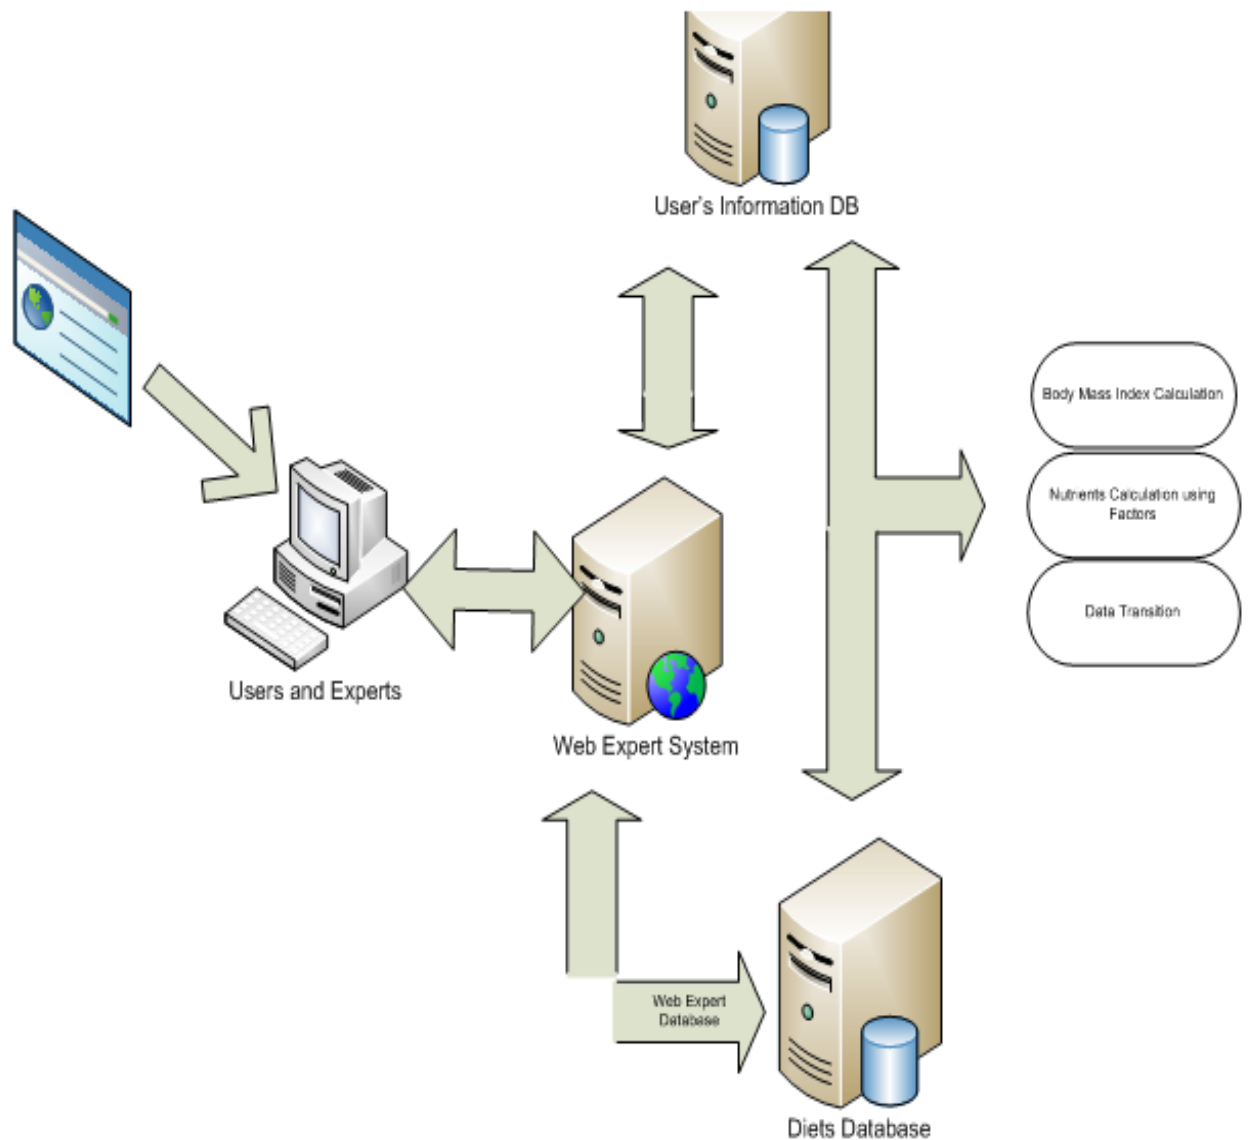 User's Information DB
Body Mass Index Calculation
Nutrients Calculation using
Factors
Data Transition
Users and Experts
Web Expert System
Web Expert
Database
Diets Database